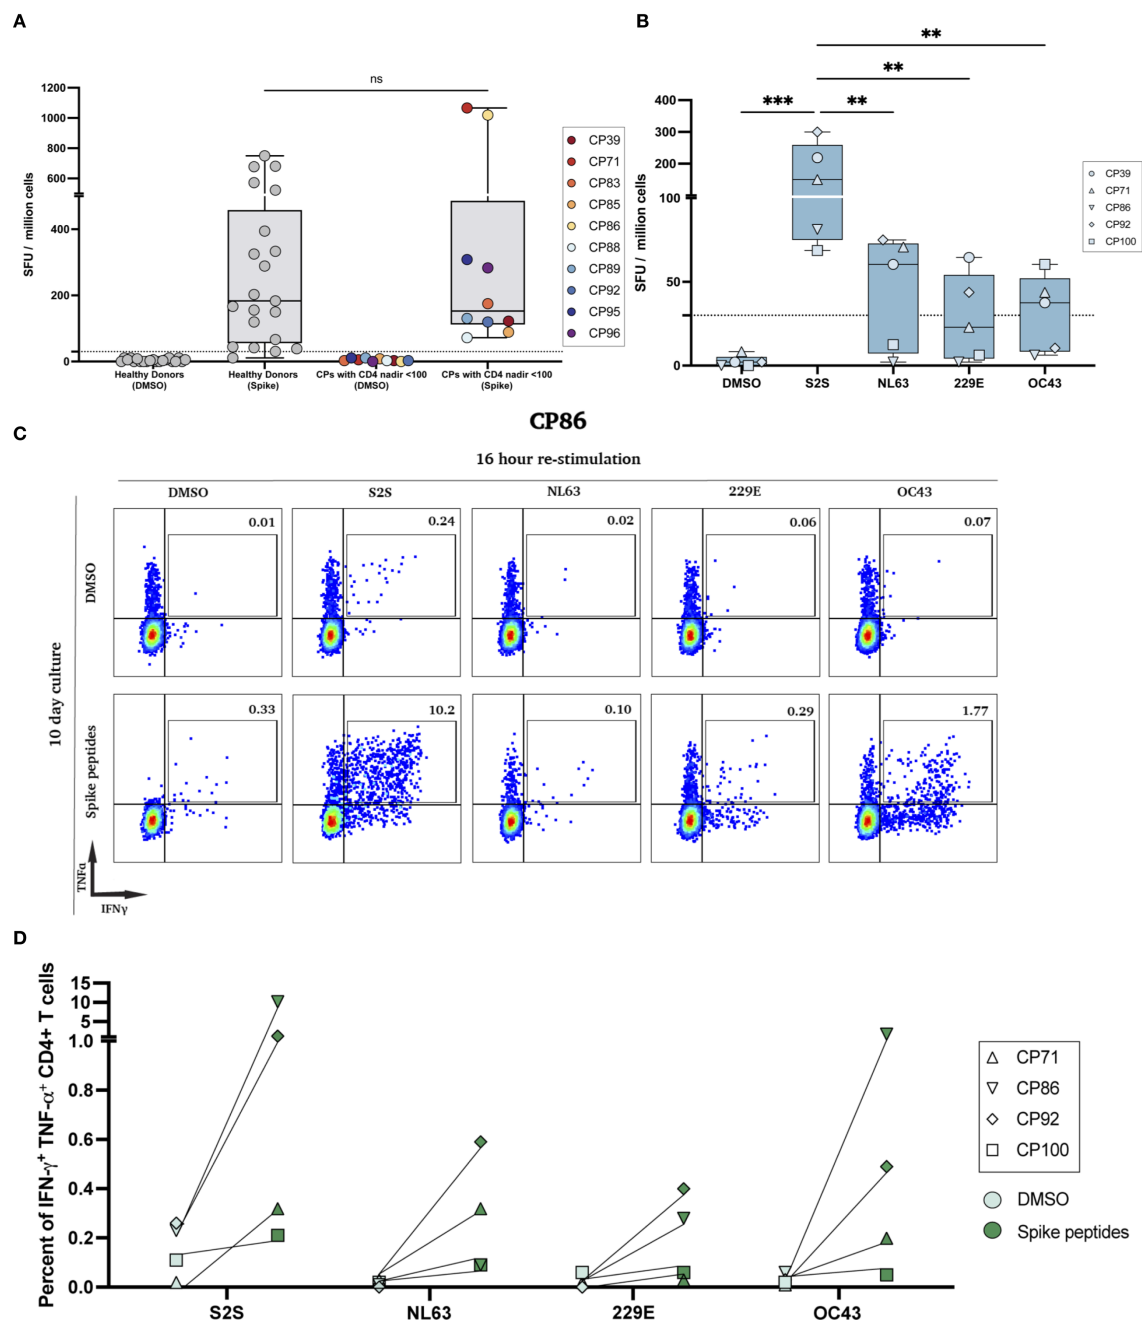 A
SFU / million cells
1200
1000
800
600
400
200
0
ns
Healthy Donors
(DMSO)
Healthy Donors
(Spike)
CPs with CD4 nadir <100
(DMSO)
CPs with CD4 nadir <100
(Spike)
CP39
CP71
CP83
CP85
CP86
CP88
CP89
CP92
CP95
CP96
B
SFU / million cells
400
300
200
100
50
0
**
**
*** **
DMSO S2S NL63 229E OC43
CP39
CP71
CP86
CP92
CP100
C
CP86
16 hour re-stimulation
DMSO S2S NL63 229E OC43
10 day culture
DMSO
0.01 0.24 0.02 0.06 0.07
Spike peptides
0.33 10.2 0.10 0.29 1.77
TNFα
IFNγ
D
Percent of IFN-γ+ TNF-α+ CD4+ T cells
15
10
5
1.0
0.8
0.6
0.4
0.2
0.0
S2S NL63 229E OC43
CP71
CP86
CP92
CP100
DMSO
Spike peptides